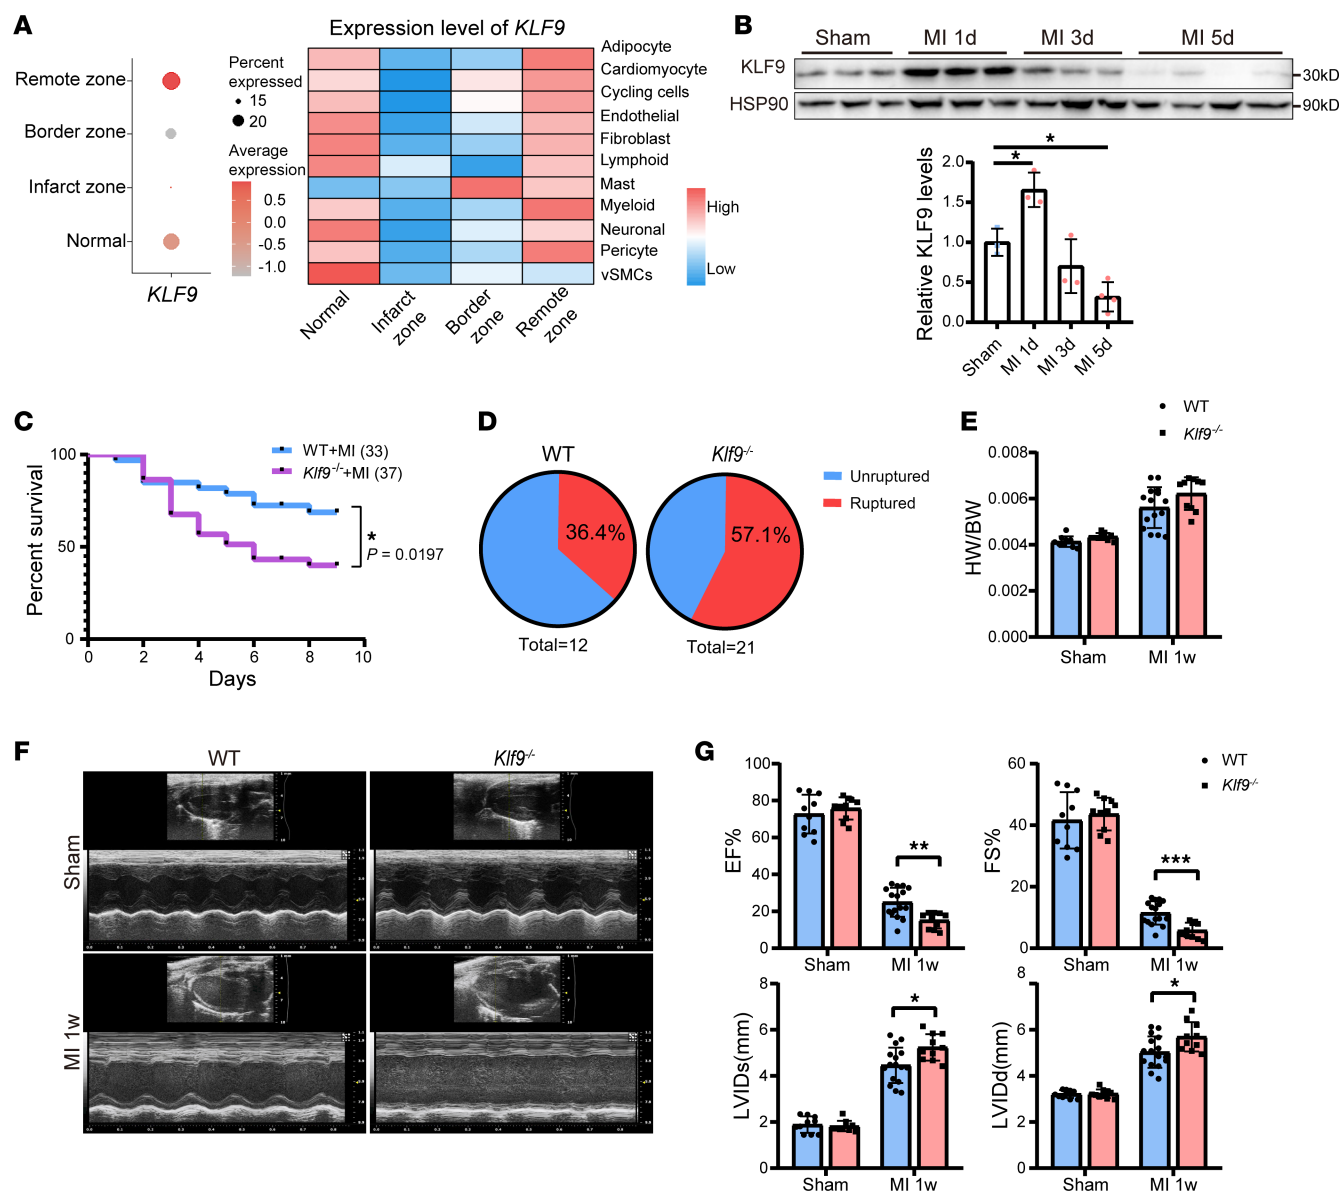 A
KLF9
Remote zone
Border zone
Infarct zone
Normal
Percent
expressed
15
20
Average
expression
0.5
0.0
-0.5
-1.0
Expression level of KLF9
Adipocyte
Cardiomyocyte
Cycling cells
Endothelial
Fibroblast
Lymphoid
Mast
Myeloid
Neuronal
Pericyte
vSMCs
Normal
Infarct
zone
Border
zone
Remote
zone
High
Low
B
Sham MI 1d MI 3d MI 5d
KLF9 30kD
HSP90 90kD
Relative KLF9 levels
2.0
1.5
1.0
0.5
0.0
* *
Sham MI 1d MI 3d MI 5d
C
Percent survival
100
50
0
0 2 4 6 8 10
Days
WT+MI (33)
Klf9-/-+MI (37)
*
P = 0.0197
D
WT Klf9-/-
36.4% 57.1%
Total=12 Total=21
Unruptured
Ruptured
E
WT
Klf9-/-
HW/BW
0.008
0.006
0.004
0.002
0.000
Sham MI 1w
F
WT Klf9-/-
Sham
MI 1w
G
EF%
100
80
60
40
20
0
**
Sham MI 1w
FS%
60
40
20
0
***
Sham MI 1w
WT
Klf9-/-
LVIDs(mm)
8
6
4
2
0
*
Sham MI 1w
LVIDd(mm)
8
6
4
2
0
*
Sham MI 1w